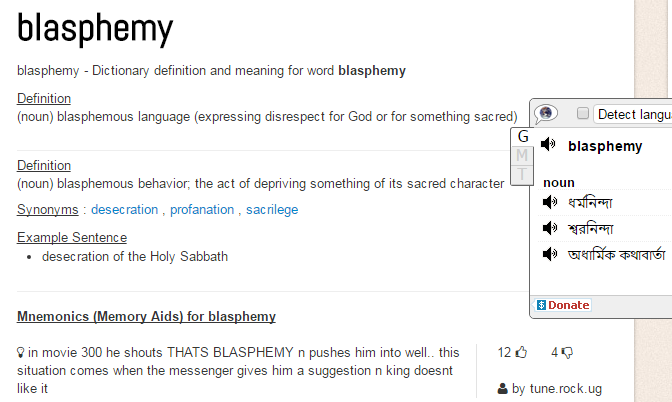 blasphemy
blasphemy - Dictionary definition and meaning for word blasphemy
Definition
(noun) blasphemous language (expressing disrespect for God or for something sacred)
Definition
(noun) blasphemous behavior; the act of depriving something of its sacred character
Synonyms : desecration , profanation , sacrilege
Example Sentence
• desecration of the Holy Sabbath
Mnemonics (Memory Aids) for blasphemy
in movie 300 he shouts THATS BLASPHEMY n pushes him into well.. this
situation comes when the messenger gives him a suggestion n king doesnt
like it
12 4
by tune.rock.ug
Detect langu
G
M
T
blasphemy
noun
ধর্মনিন্দা
শ্বরনিন্দা
অধার্মিক কথাবার্তা
$ Donate